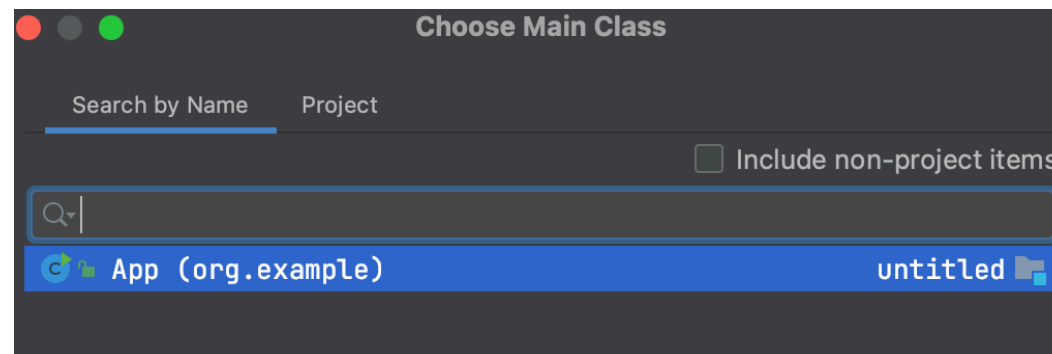 Choose Main Class
Search by Name Project
Include non-project items
App (org.example) untitled